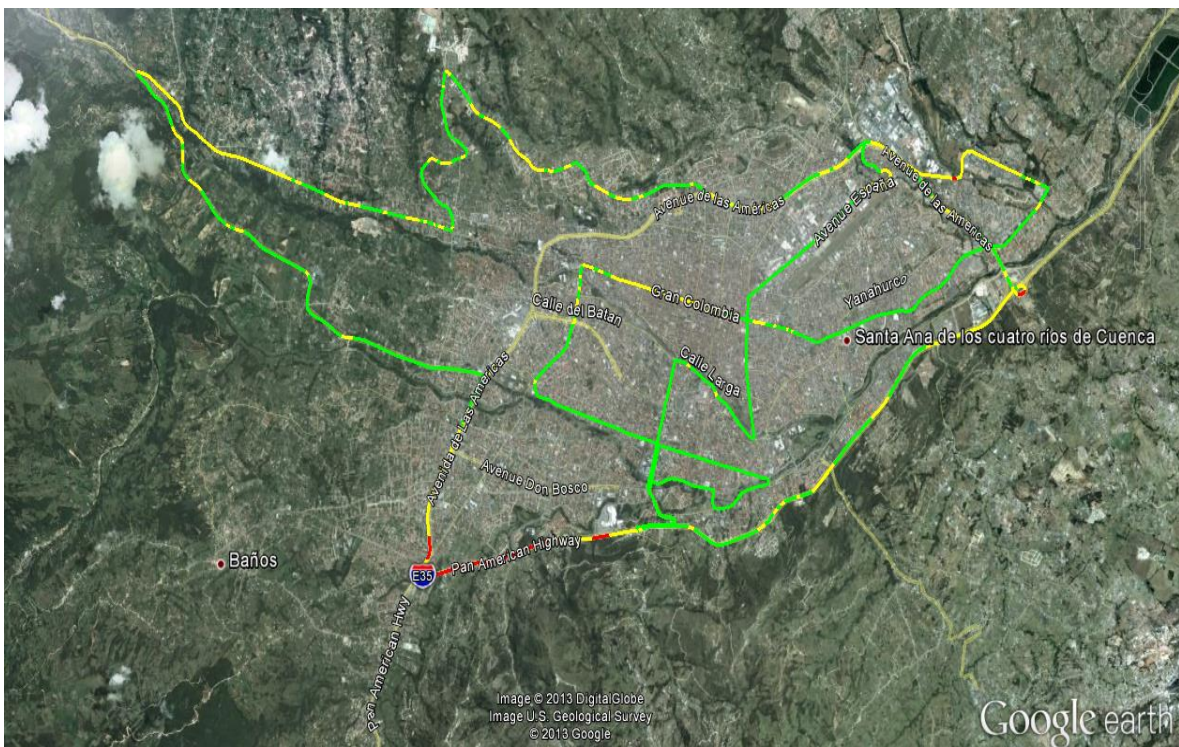 Avenue de las Américas
Avenue España
Avenue de las Americas
Yanahurco
Gran Colombia
Calle del Batan
Santa Ana de los cuatro ríos de Cuenca
Calle Larga
Avenida de Las Americas
Avenue Don Bosco
Pan American Highway
Baños
E35
Pan American Hwy
Image © 2013 DigitalGlobe
Image U.S. Geological Survey
© 2013 Google
Google earth